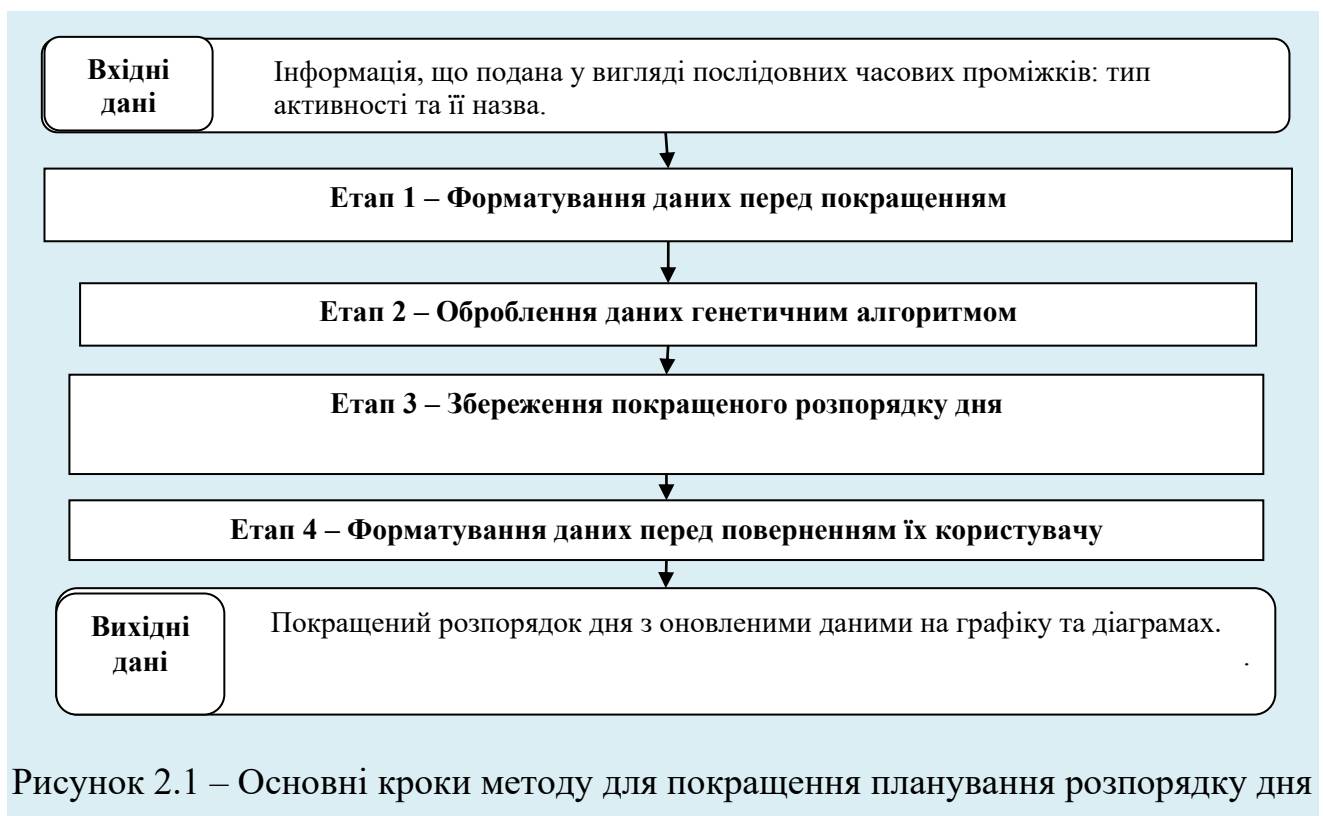 Вхідні
дані
Інформація, що подана у вигляді послідовних часових проміжків: тип
активності та її назва.
Етап 1 – Форматування даних перед покращенням
Етап 2 – Оброблення даних генетичним алгоритмом
Етап 3 – Збереження покращеного розпорядку дня
Етап 4 – Форматування даних перед поверненням їх користувачу
Вихідні
дані
Покращений розпорядок дня з оновленими даними на графіку та діаграмах.
.
Рисунок 2.1 – Основні кроки методу для покращення планування розпорядку дня